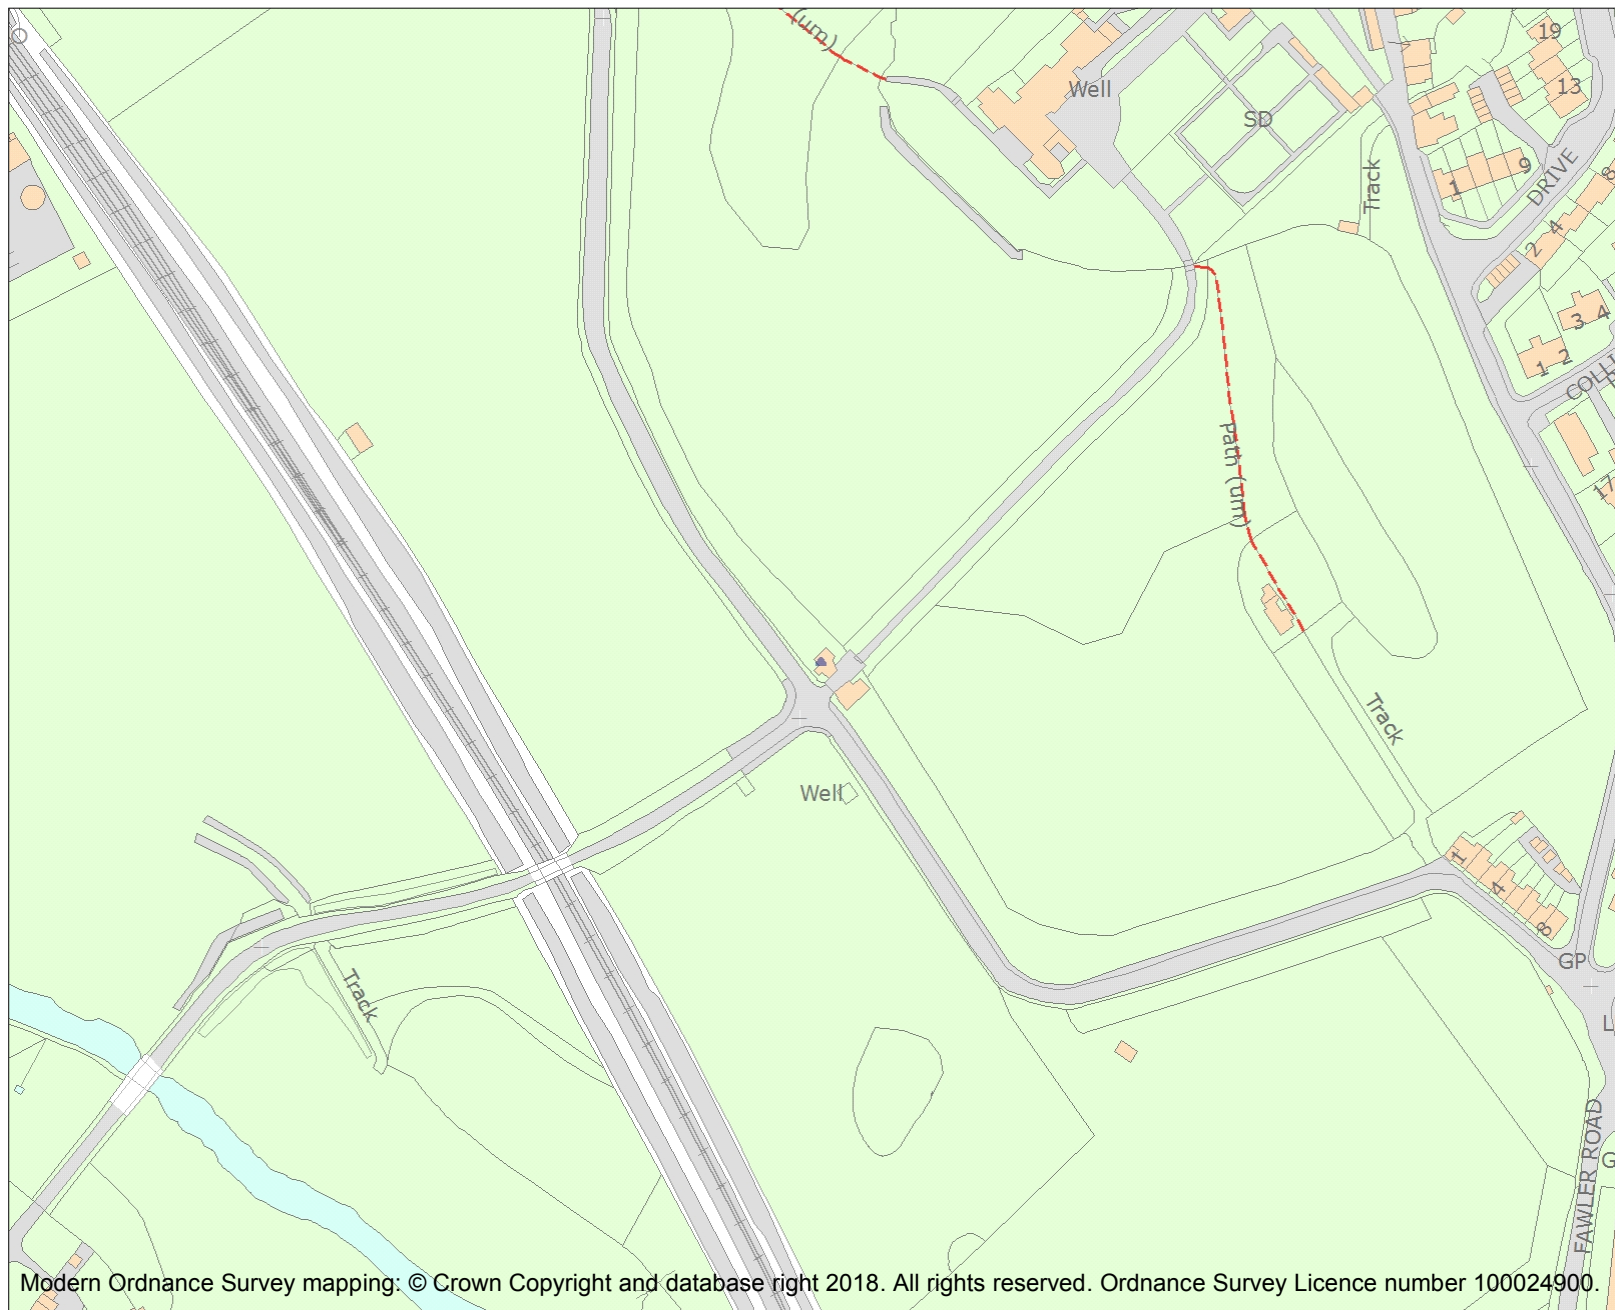 (um)
19
Well
13
SD
Track
1
9
DRIVE
8
2 4
3 4
1 2
Path (um)
17
Track
Well
1
4
8
GP
Track
L
FAWLER ROAD
G
Modern Ordnance Survey mapping: © Crown Copyright and database right 2018. All rights reserved. Ordnance Survey Licence number 100024900.